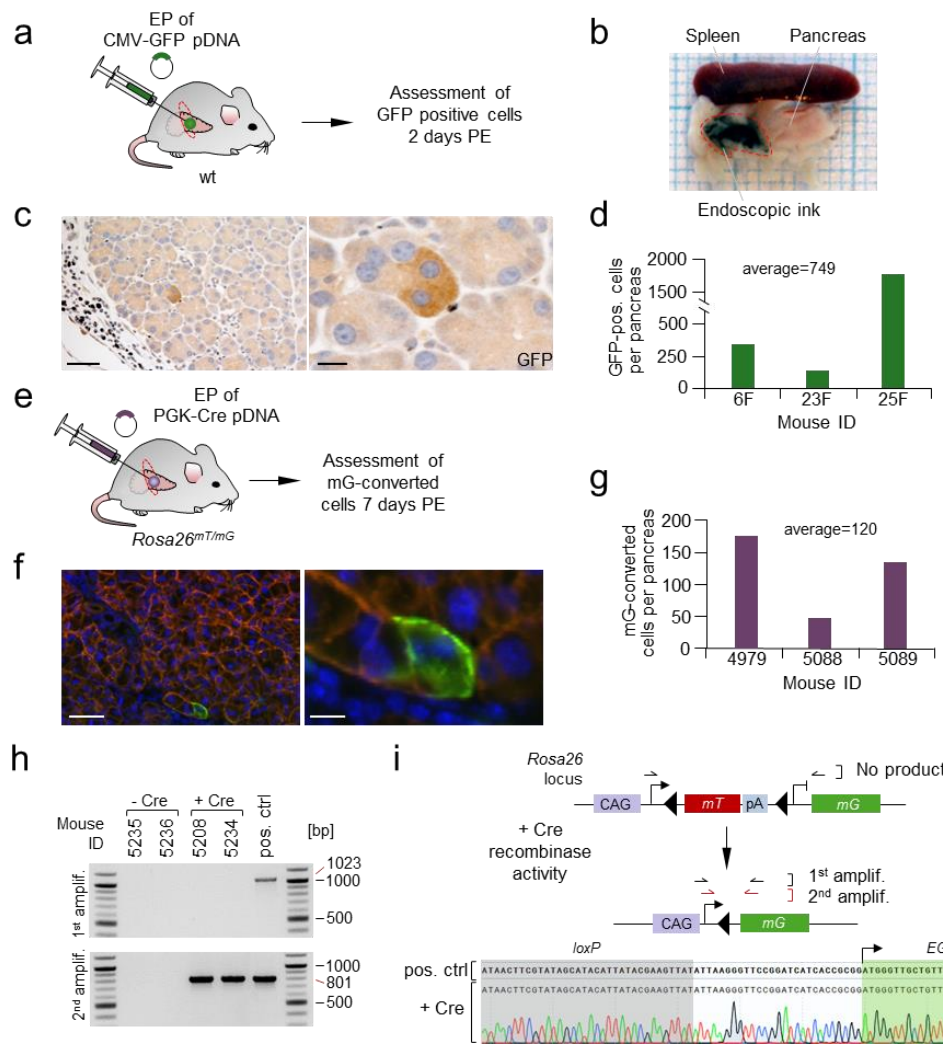 a
EP of
CMV-GFP pDNA
wt
Assessment of
GFP positive cells
2 days PE
b
Spleen
Pancreas
Endoscopic ink
c
GFP
d
GFP-pos. cells
per pancreas
2000
1750
500
250
0
average=749
6F
23F
25F
Mouse ID
e
EP of
PGK-Cre pDNA
Rosa26mT/mG
Assessment of
mG-converted
cells 7 days PE
f
g
mG-converted
cells per pancreas
200
150
100
50
0
average=120
4979
5088
5089
Mouse ID
h
- Cre
+ Cre
Mouse
ID
5235
5236
5208
5234
pos. ctrl
[bp]
1st amplif.
1023
1000
500
2nd amplif.
1000
801
500
i
Rosa26
locus
No product
CAG
mT
pA
mG
+ Cre
recombinase
activity
1st amplif.
2nd amplif.
CAG
mG
loxP
EG
pos. ctrl
ATAACTTCGTATAGCATACATTATACGAAGTTATATTAAGGGTTCCGGATCATCACCGCGGATGGGTTGCTGTT
+ Cre
ATAACTTCGTATAGCATACATTATACGAAGTTATATTAAGGGTTCCGGATCATCACCGCGGATGGGTTGCTGTT